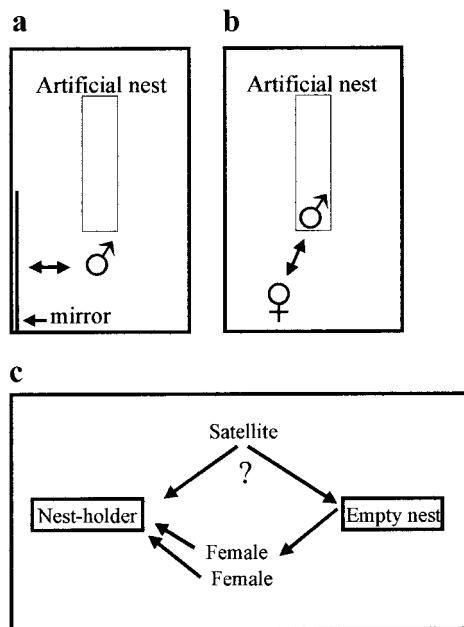 a
Artificial nest
mirror
b
Artificial nest
c
Satellite
?
Nest-holder
Empty nest
Female
Female